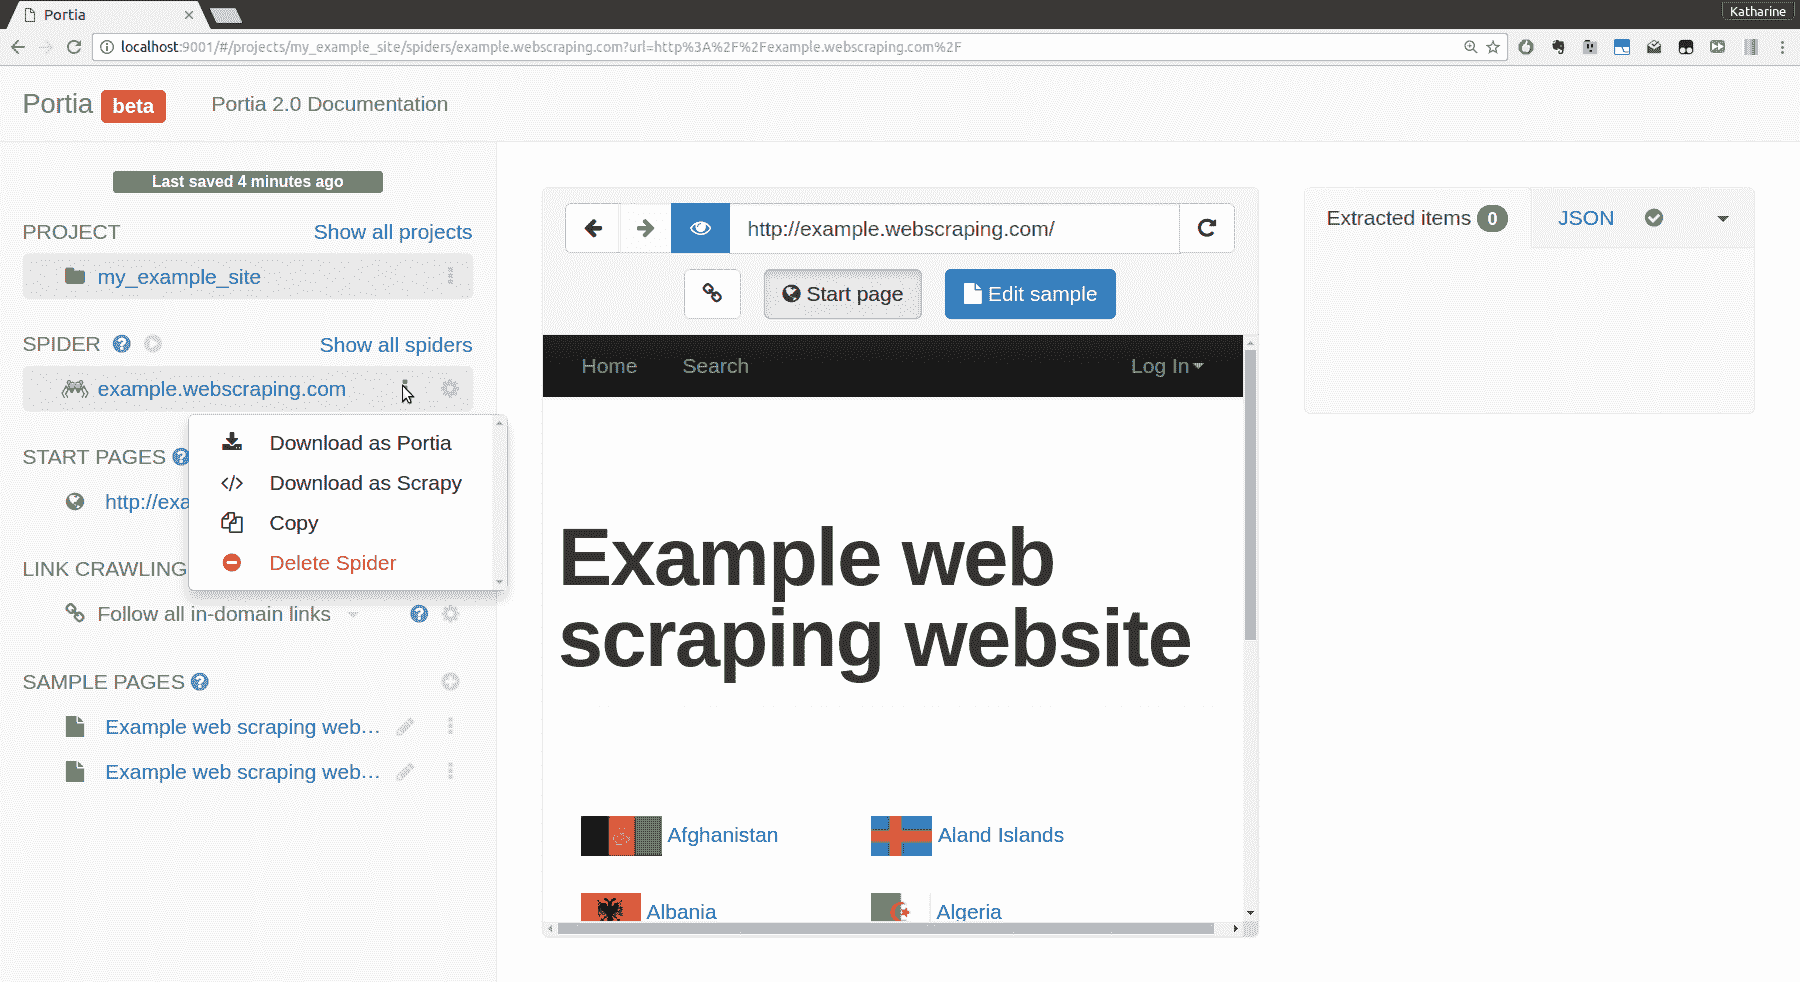 Portia
Katharine
localhost:9001/#/projects/my_example_site/spiders/example.webscraping.com?url=http%3A%2F%2Fexample.webscraping.com%2F
Portia beta Portia 2.0 Documentation
Last saved 4 minutes ago
PROJECT Show all projects
my_example_site
SPIDER Show all spiders
example.webscraping.com
Download as Portia
Download as Scrapy
Copy
Delete Spider
START PAGES
http://exa
LINK CRAWLING
Follow all in-domain links
SAMPLE PAGES
Example web scraping web...
Example web scraping web...
http://example.webscraping.com/
Start page Edit sample
Home Search Log In
Example web
scraping website
Afghanistan Aland Islands
Albania Algeria
Extracted items 0 JSON